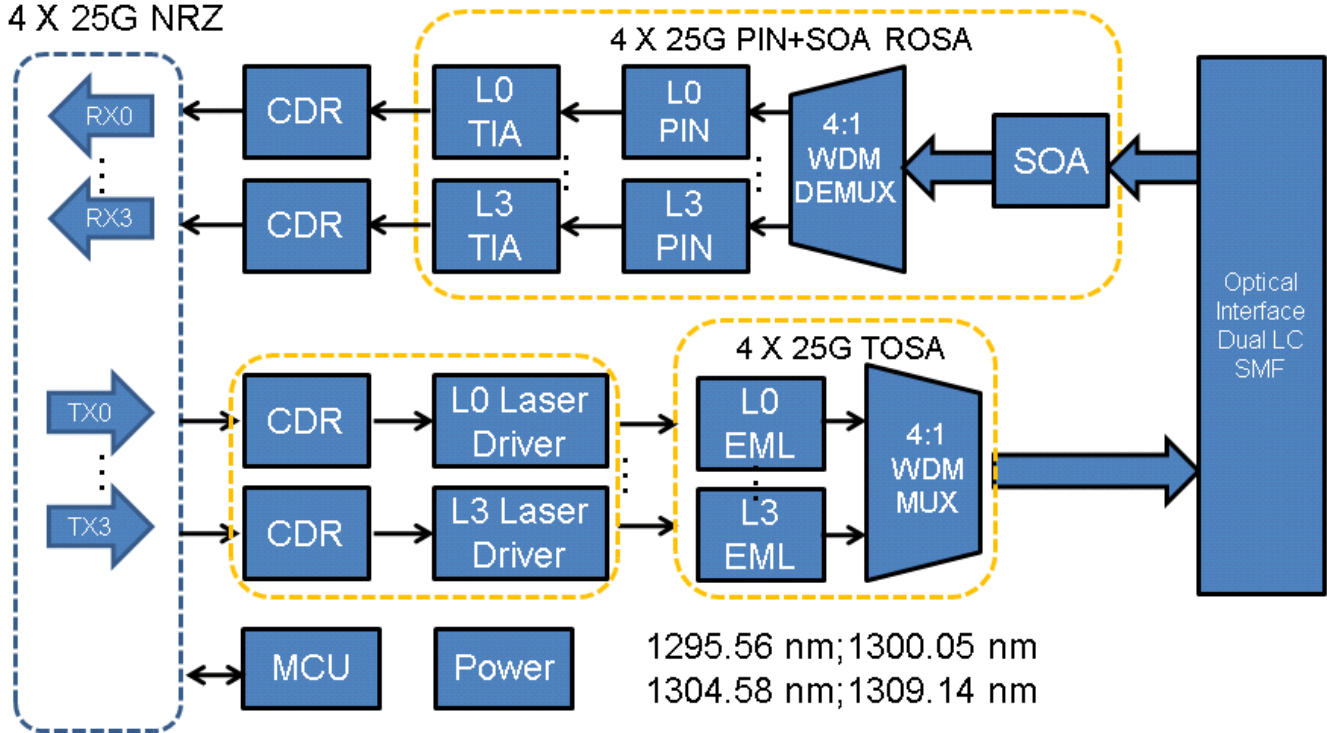 4 X 25G NRZ
4 X 25G PIN+SOA ROSA
RX0
CDR
L0
TIA
L0
PIN
4:1
WDM
DEMUX
SOA
RX3
CDR
L3
TIA
L3
PIN
Optical
Interface
Dual LC
SMF
4 X 25G TOSA
TX0
CDR
L0 Laser
Driver
L0
EML
4:1
WDM
MUX
TX3
CDR
L3 Laser
Driver
L3
EML
MCU
Power
1295.56 nm;1300.05 nm
1304.58 nm;1309.14 nm